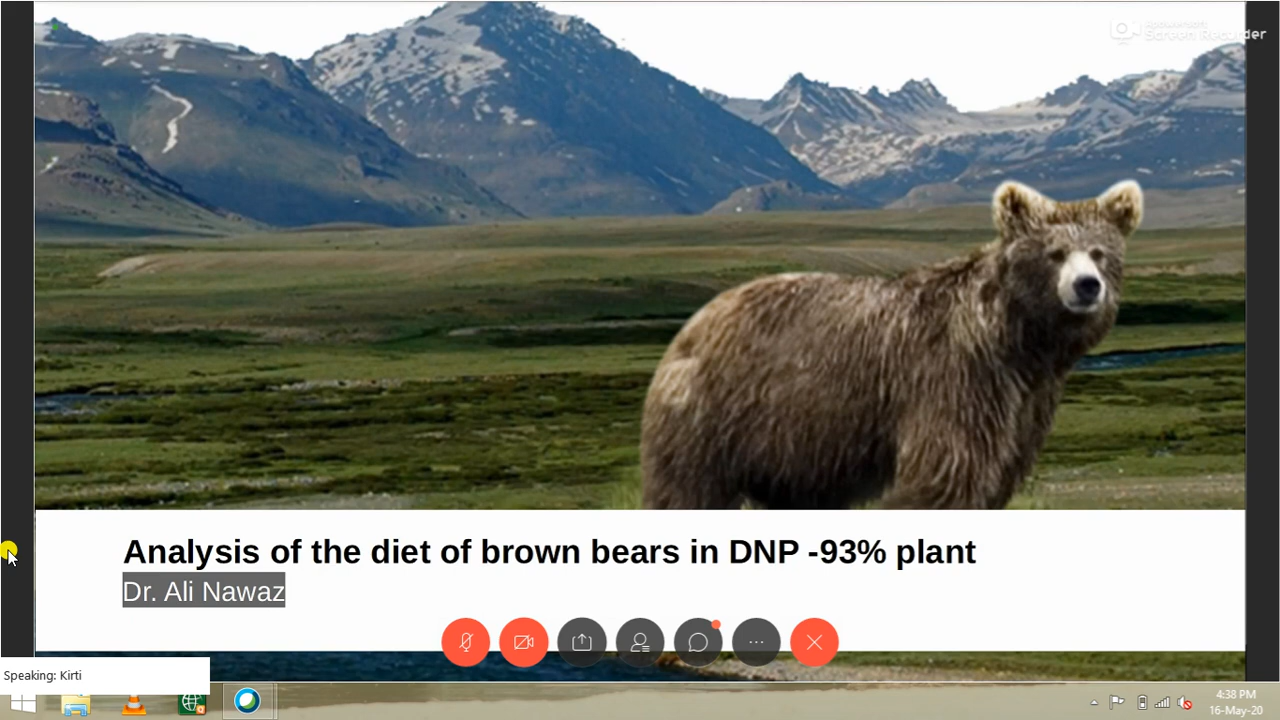 Apowersoft
Screen Recorder
Analysis of the diet of brown bears in DNP -93% plant
Dr. Ali Nawaz
Speaking: Kirti
4:38 PM
16-May-20